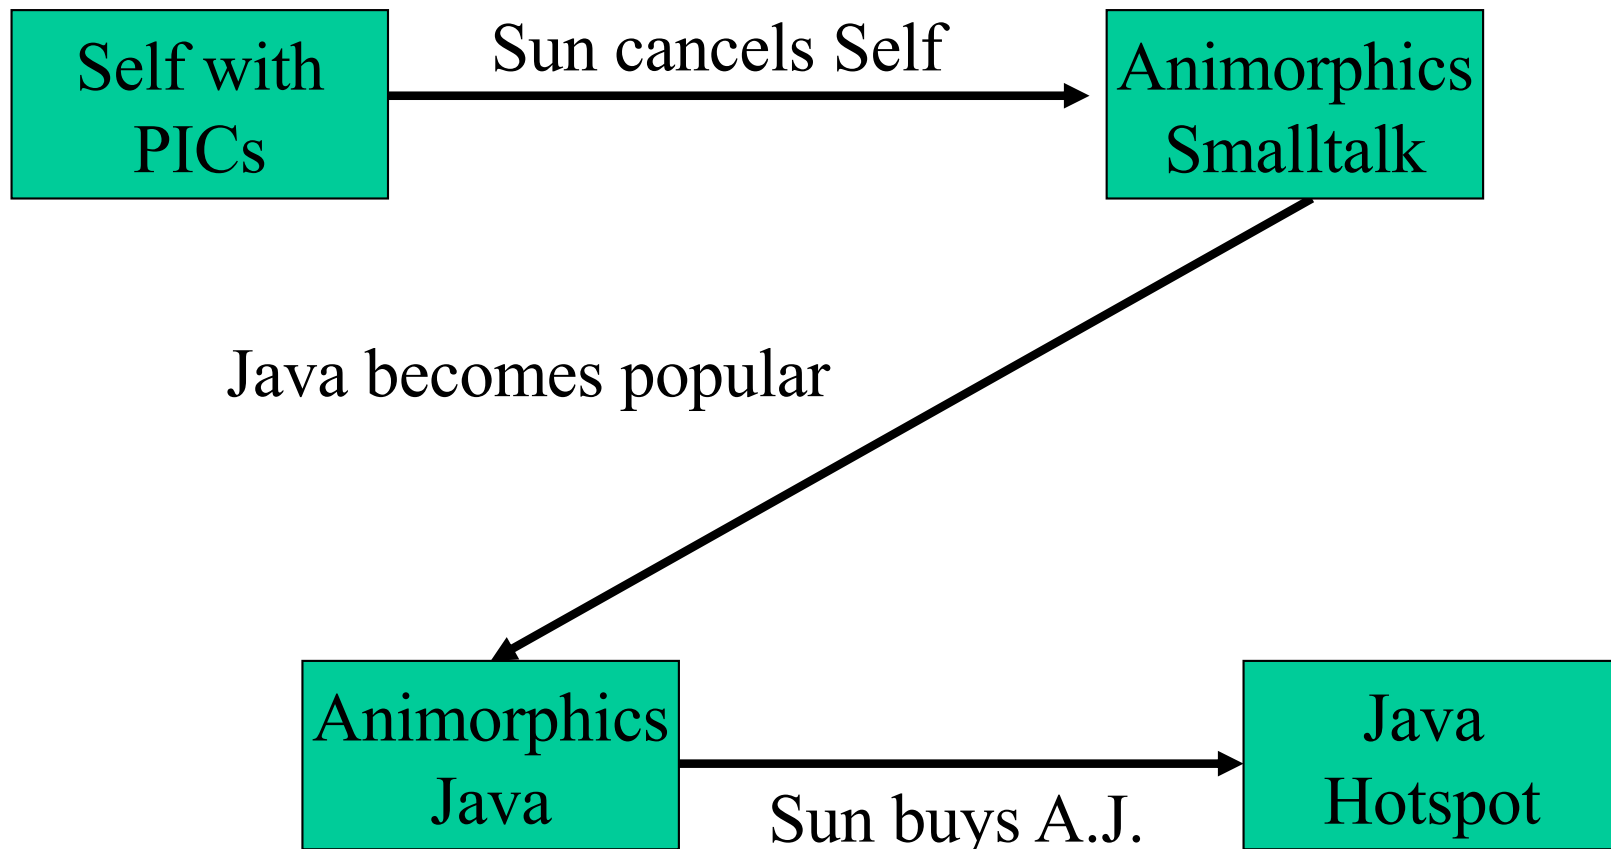 Self with
PICs
Sun cancels Self
Animorphics
Smalltalk
Java becomes popular
Animorphics
Java
Sun buys A.J.
Java
Hotspot